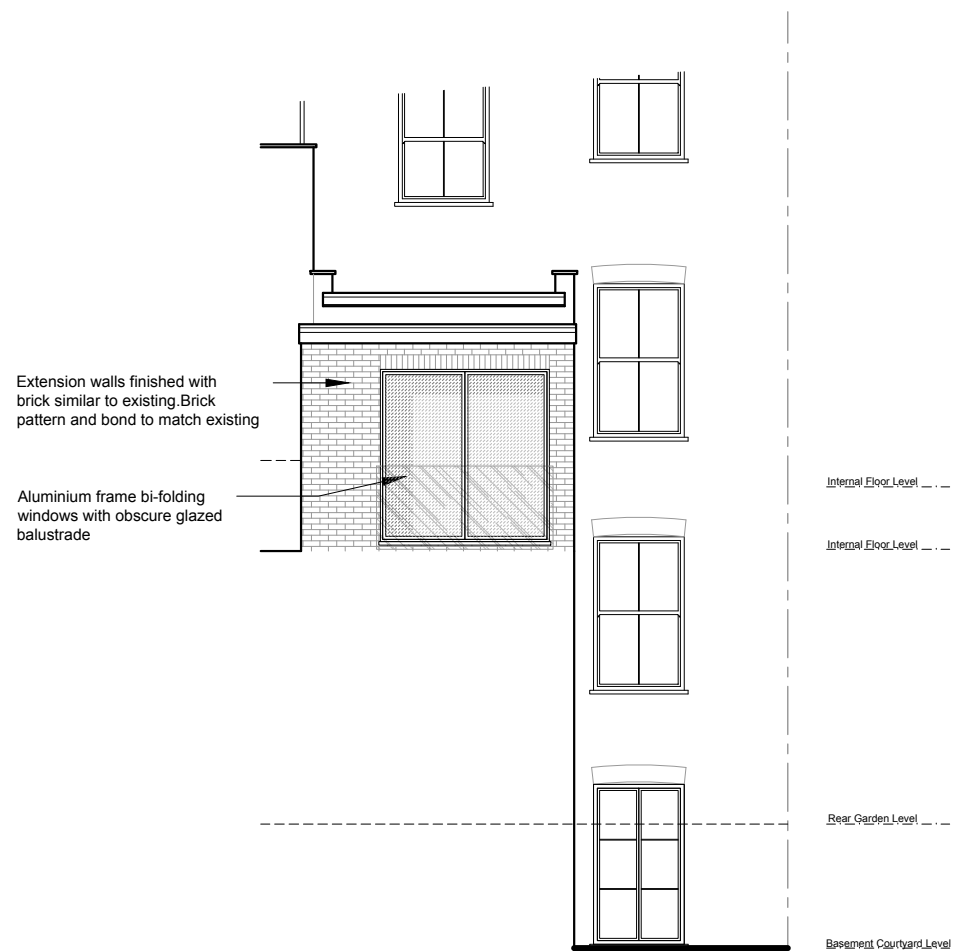 Extension walls finished with
brick similar to existing.Brick
pattern and bond to match existing
Aluminium frame bi-folding
windows with obscure glazed
balustrade
Internal Floor Level
Internal Floor Level
Rear Garden Level
Basement Courtyard Level